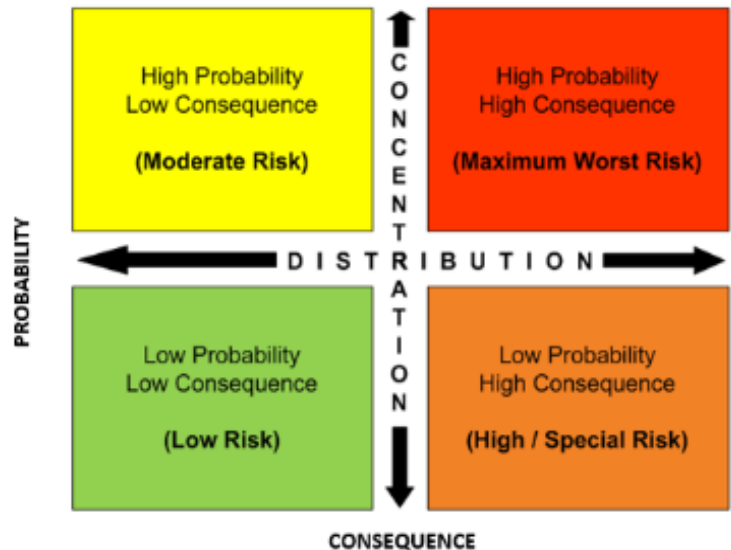 High Probability
Low Consequence
(Moderate Risk)
High Probability
High Consequence
(Maximum Worst Risk)
CONCENTRATION
DISTRIBUTION
PROBABILITY
Low Probability
Low Consequence
(Low Risk)
Low Probability
High Consequence
(High / Special Risk)
CONSEQUENCE